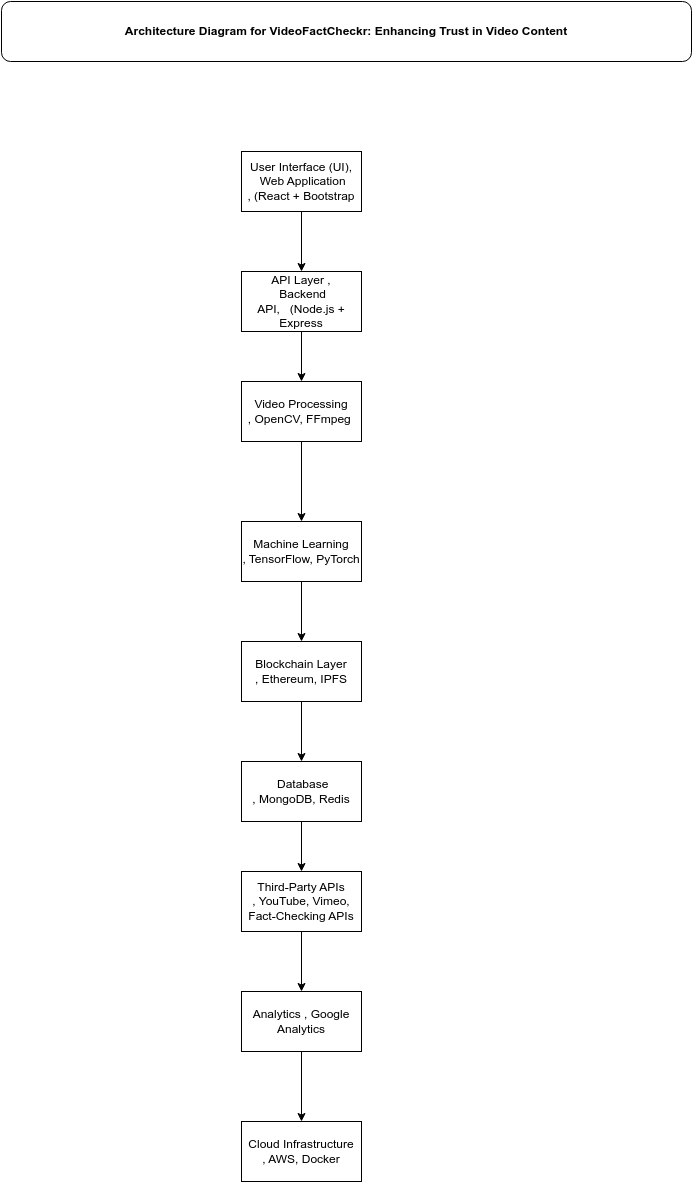 Architecture Diagram for VideoFactCheckr: Enhancing Trust in Video Content
User Interface (UI),
Web Application
, (React + Bootstrap
API Layer ,
Backend
API,   (Node.js +
Express
Video Processing
, OpenCV, FFmpeg
Machine Learning
, TensorFlow, PyTorch
Blockchain Layer
, Ethereum, IPFS
Database
, MongoDB, Redis
Third-Party APIs
, YouTube, Vimeo,
Fact-Checking APIs
Analytics , Google
Analytics
Cloud Infrastructure
, AWS, Docker